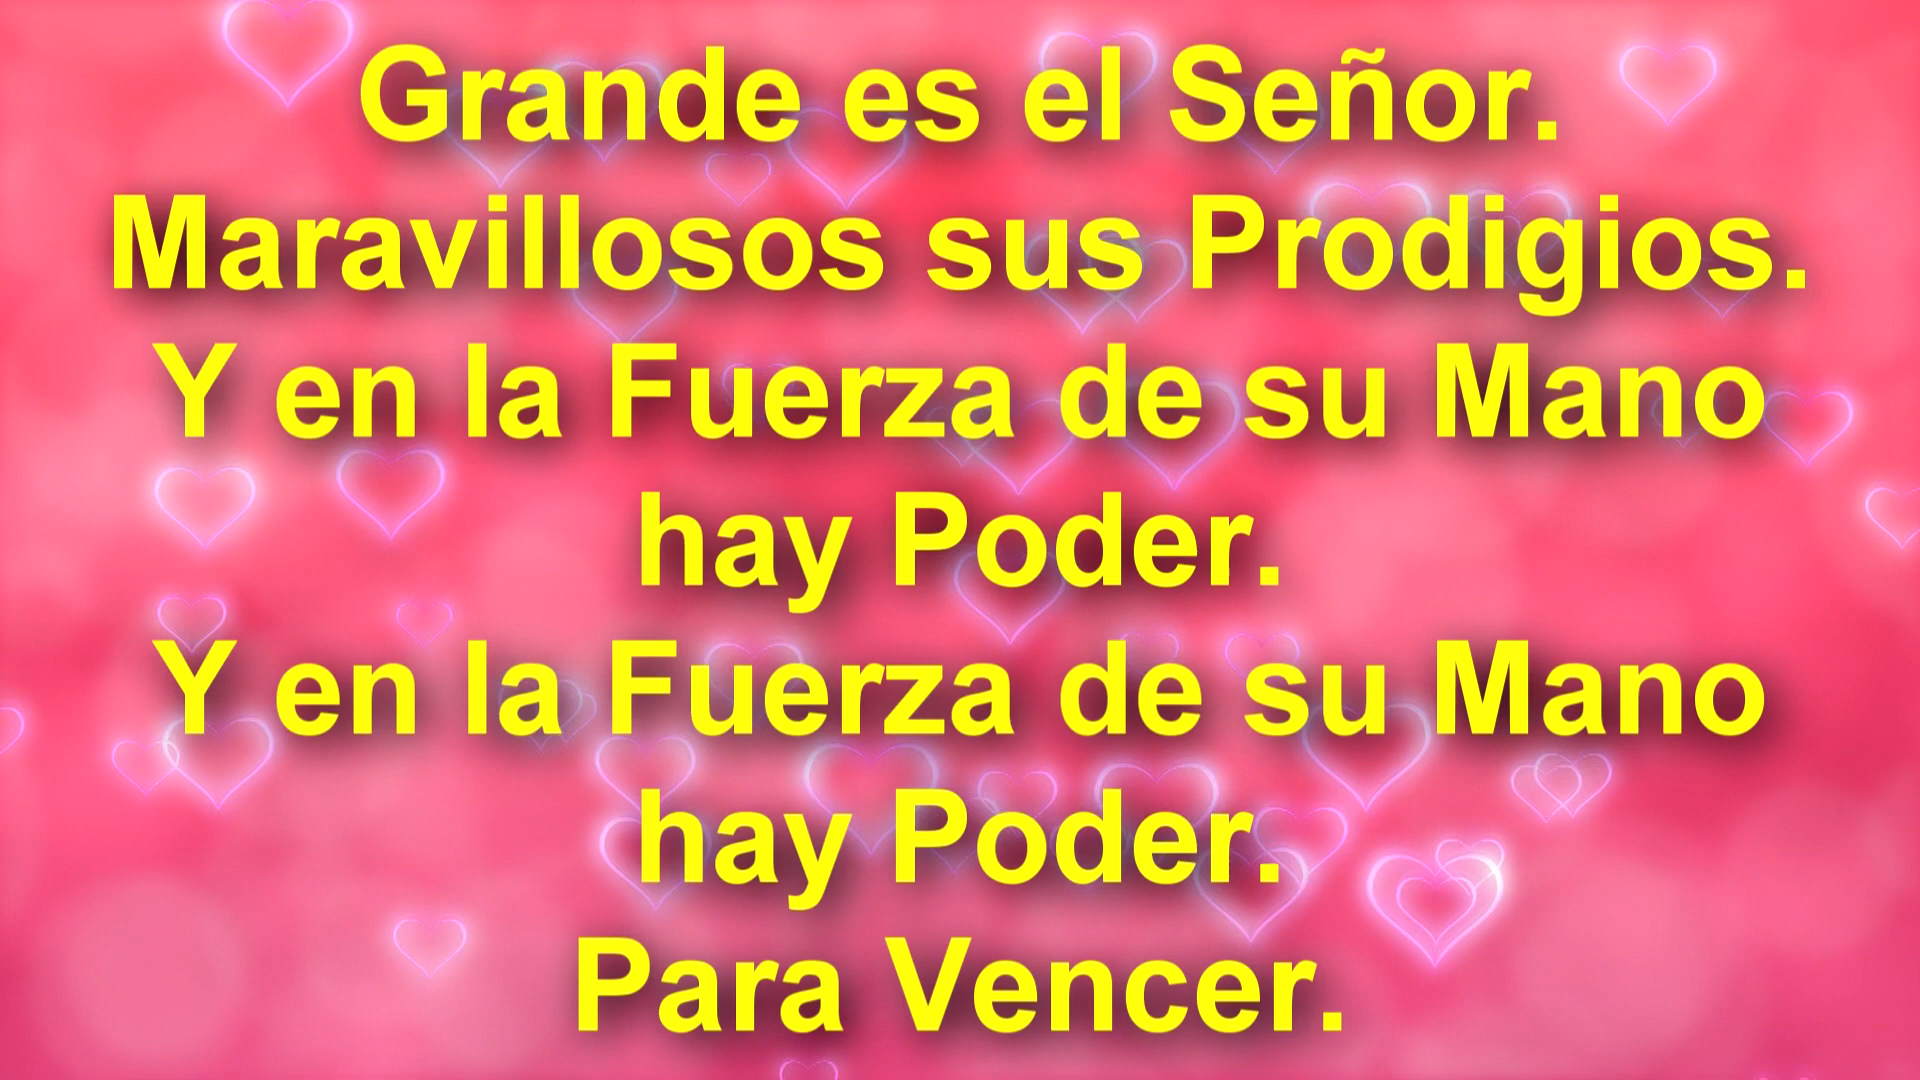 Grande es el Señor.
Maravillosos sus Prodigios.
Y en la Fuerza de su Mano
hay Poder.
Y en la Fuerza de su Mano
hay Poder.
Para Vencer.